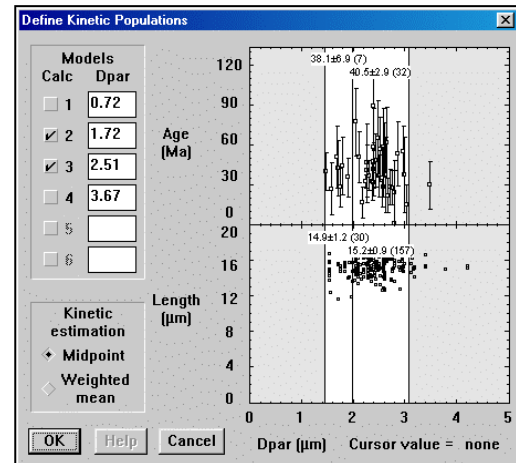 Define Kinetic Populations
Models
Calc Dpar
1 0.72
2 1.72
3 2.51
4 3.67
5
6
Kinetic
estimation
Midpoint
Weighted
mean
OK Help Cancel
Age
(Ma)
120
90
60
30
0
38.1±6.9 (7)
40.5±2.9 (32)
Length
(µm)
20
16
12
8
4
0
14.9±1.2 (30)
15.2±0.9 (157)
0 1 2 3 4 5
Dpar (µm) Cursor value = none